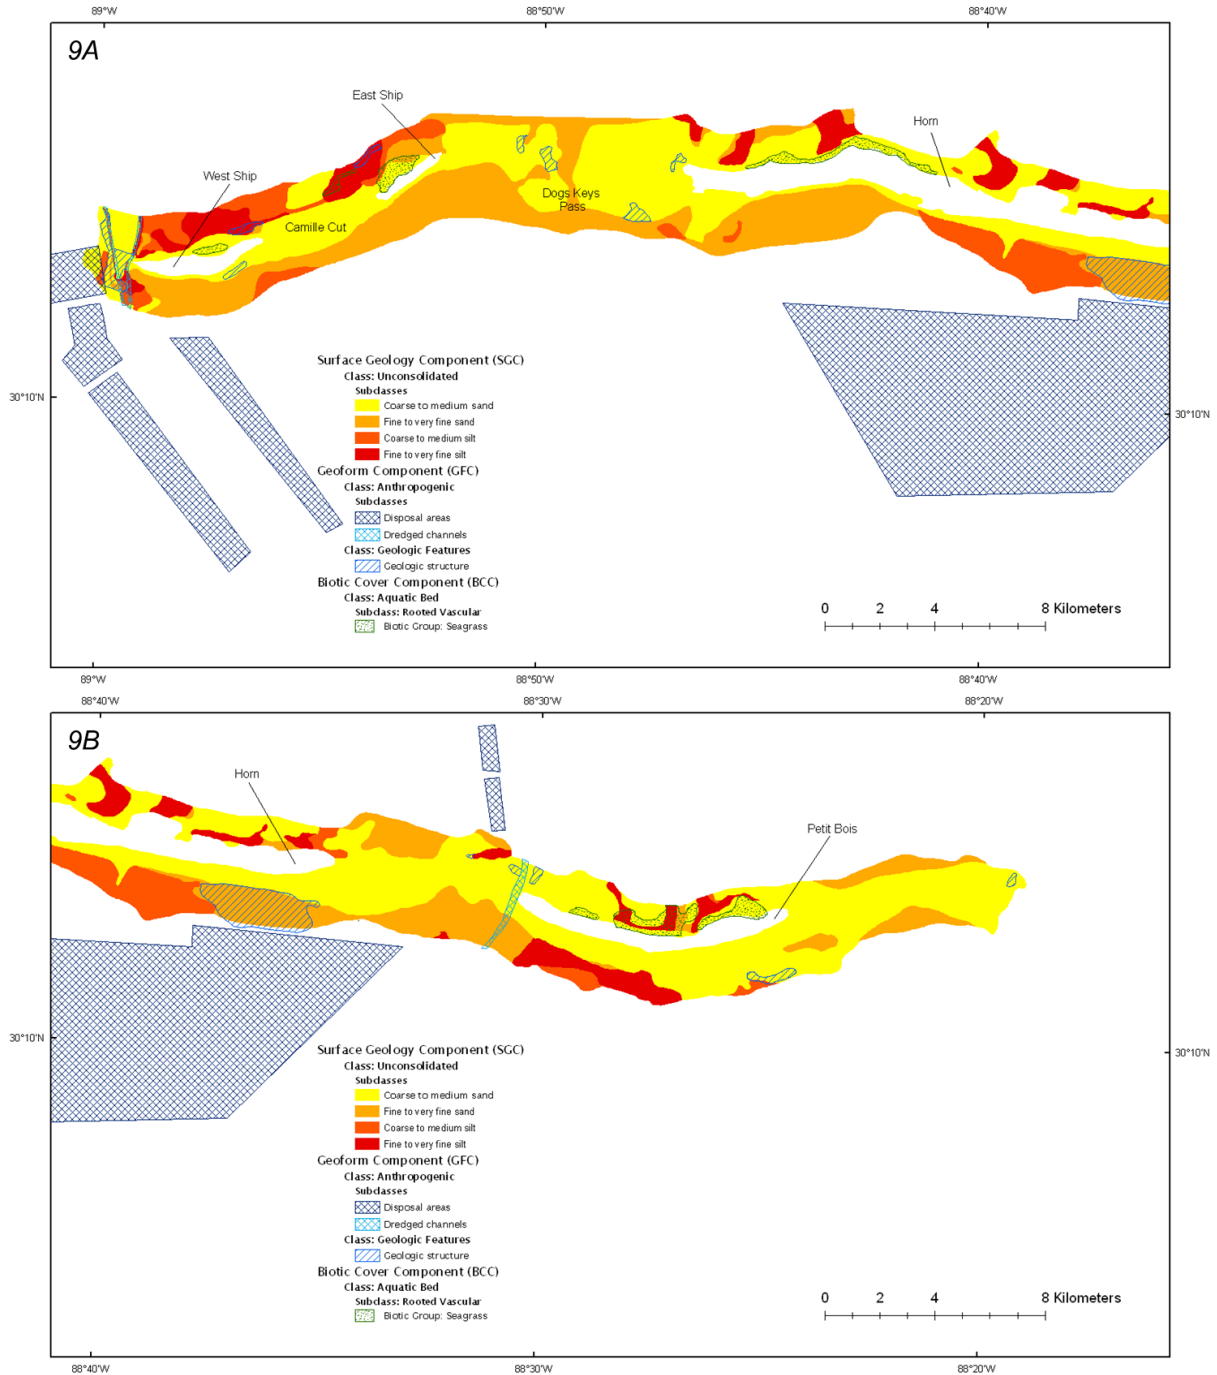 89°W 88°50'W 88°40'W
9A
East Ship
Horn
West Ship
Dogs Keys
Pass
Camille Cut
Surface Geology Component (SGC)
Class: Unconsolidated
Subclasses
Coarse to medium sand
30°10'N
30°10'N
Fine to very fine sand
Coarse to medium silt
Fine to very fine silt
Geoform Component (GFC)
Class: Anthropogenic
Subclasses
Disposal areas
Dredged channels
Class: Geologic Features
Geologic structure
Biotic Cover Component (BCC)
Class: Aquatic Bed
Subclass: Rooted Vascular
Biotic Group: Seagrass
0 2 4 8 Kilometers
89°W 88°50'W 88°40'W
88°40'W 88°30'W 88°20'W
9B
Horn
Petit Bois
30°10'N
30°10'N
Surface Geology Component (SGC)
Class: Unconsolidated
Subclasses
Coarse to medium sand
Fine to very fine sand
Coarse to medium silt
Fine to very fine silt
Geoform Component (GFC)
Class: Anthropogenic
Subclasses
Disposal areas
Dredged channels
Class: Geologic Features
Geologic structure
Biotic Cover Component (BCC)
Class: Aquatic Bed
Subclass: Rooted Vascular
Biotic Group: Seagrass
0 2 4 8 Kilometers
88°40'W 88°30'W 88°20'W